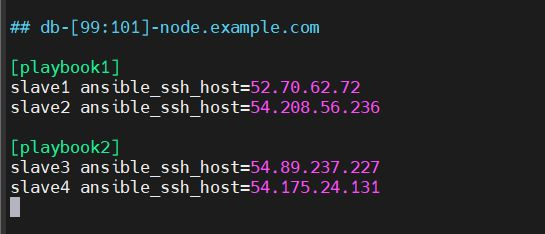 ## db-[99:101]-node.example.com
[playbook1]
slave1 ansible_ssh_host=52.70.62.72
slave2 ansible_ssh_host=54.208.56.236
[playbook2]
slave3 ansible_ssh_host=54.89.237.227
slave4 ansible_ssh_host=54.175.24.131